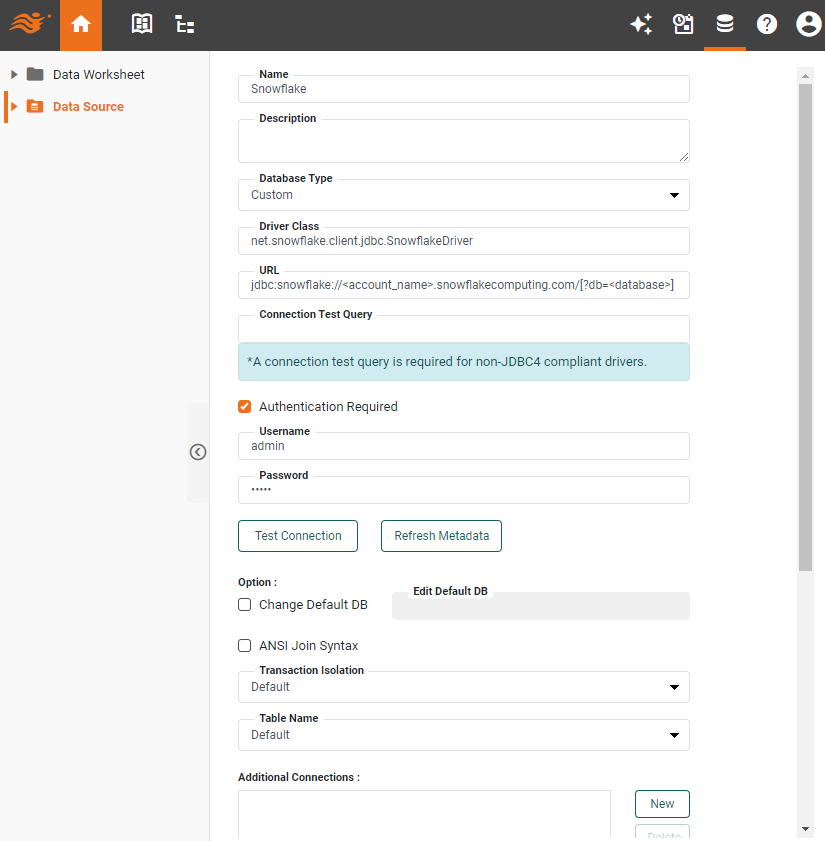 Data Worksheet
Data Source
Name
Snowflake
Description
Database Type
Custom
Driver Class
net.snowflake.client.jdbc.SnowflakeDriver
URL
jdbc:snowflake://<account_name>.snowflakecomputing.com/[?db=<database>]
Connection Test Query
*A connection test query is required for non-JDBC4 compliant drivers.
Authentication Required
Username
admin
Password
•••••
Test Connection Refresh Metadata
Option :
Change Default DB
Edit Default DB
ANSI Join Syntax
Transaction Isolation
Default
Table Name
Default
Additional Connections :
New
Delete